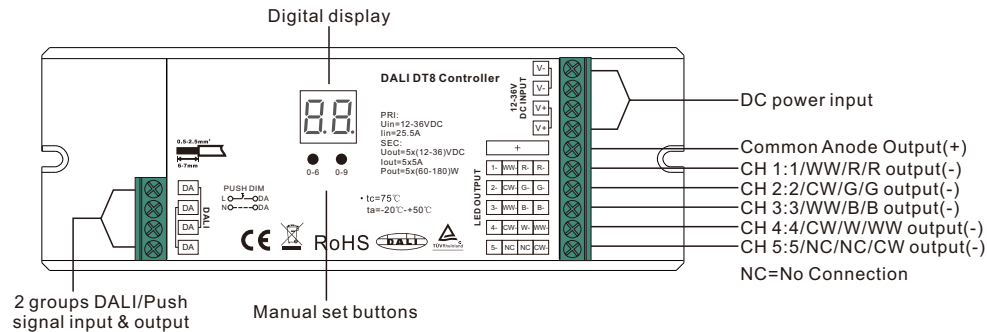 Digital display
DALI DT8 Controller
PRI:
Uin=12-36VDC
Iin=25.5A
SEC:
Uout=5x(12-36)VDC
Iout=5x5A
Pout=5x(60-180)W
• tc=75℃
ta=-20℃-+50℃
88
0-6 0-9
0.5-2.5mm²
6-7mm
PUSH DIM
L DA
N DA
DA
DA
DA
DA
DALI
CE RoHS DALI TÜVRheinland
12-36V
DC INPUT
V-
V-
V+
V+
+
LED OUTPUT
1- WW- R- R-
2- CW- G- G-
3- WW- B- B-
4- CW- W- WW-
5- NC NC CW-
DC power input
Common Anode Output(+)
CH 1:1/WW/R/R output(-)
CH 2:2/CW/G/G output(-)
CH 3:3/WW/B/B output(-)
CH 4:4/CW/W/WW output(-)
CH 5:5/NC/NC/CW output(-)
NC=No Connection
2 groups DALI/Push
signal input & output
Manual set buttons